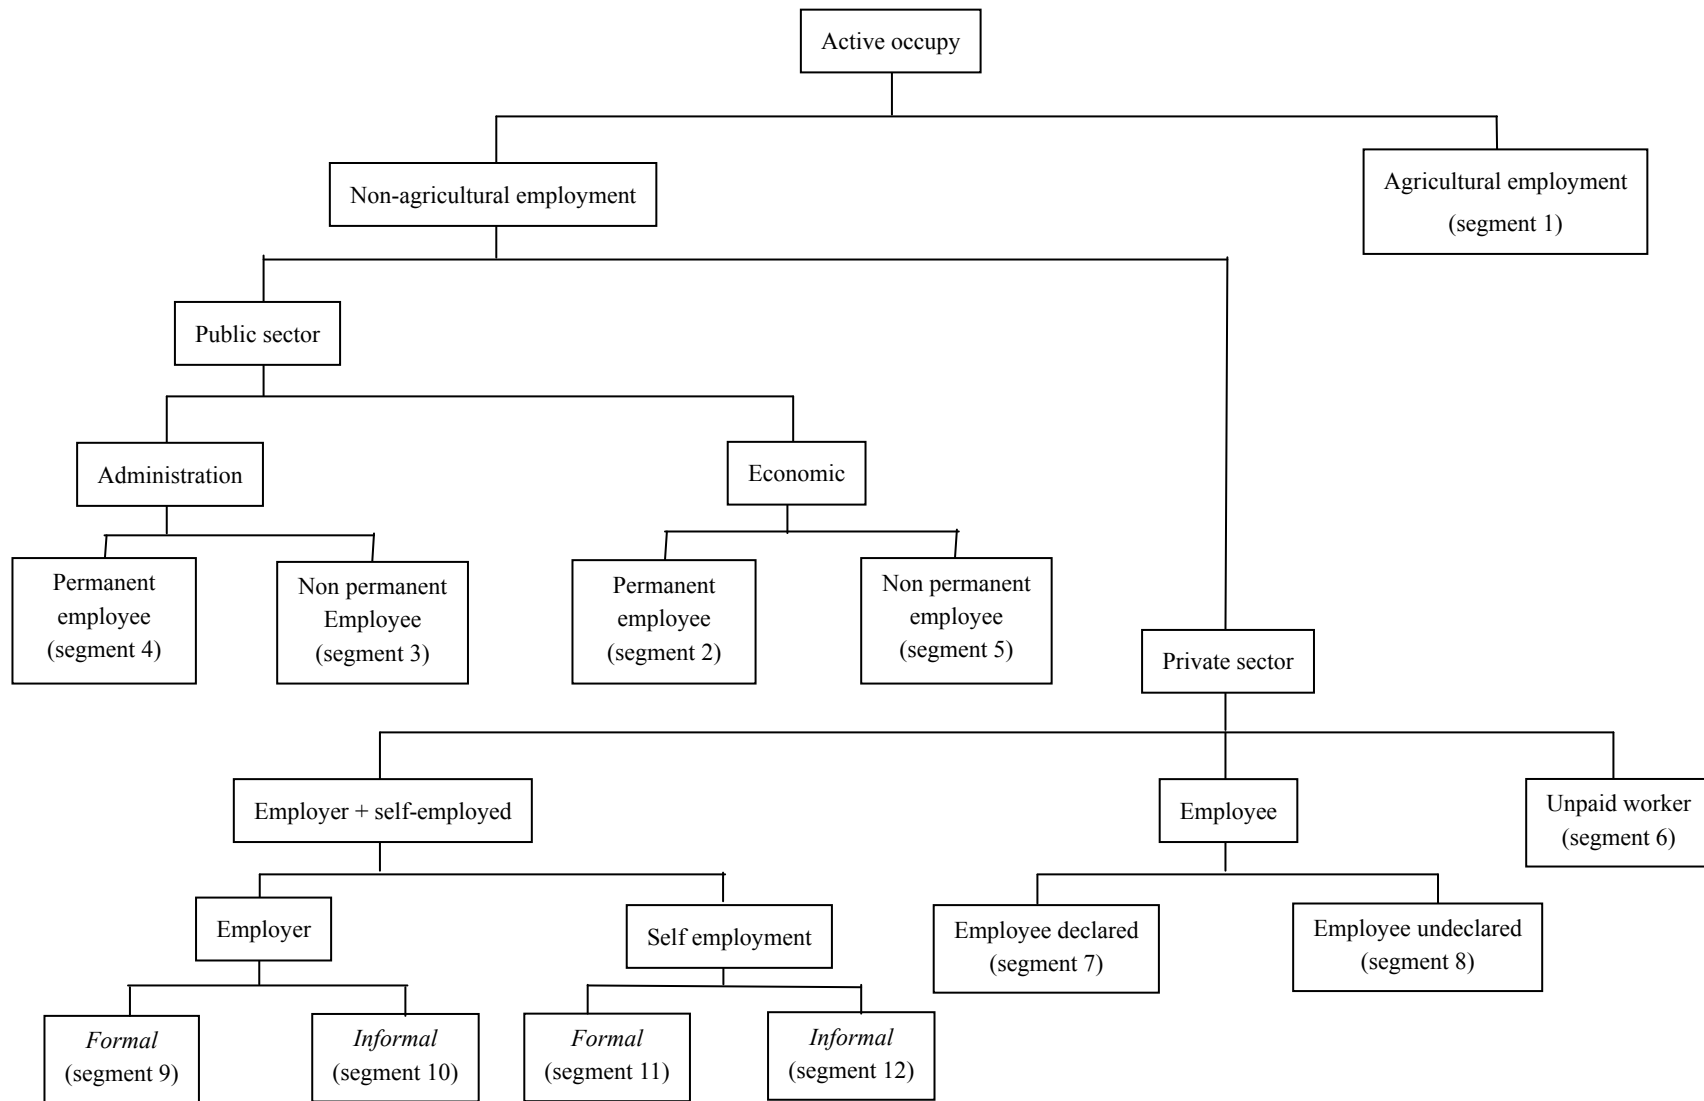 Active occupy
Non-agricultural employment
Agricultural employment
(segment 1)
Public sector
Administration
Economic
Permanent
employee
(segment 4)
Non permanent
Employee
(segment 3)
Permanent
employee
(segment 2)
Non permanent
employee
(segment 5)
Private sector
Employer + self-employed
Employee
Unpaid worker
(segment 6)
Employer
Self employment
Employee declared
(segment 7)
Employee undeclared
(segment 8)
Formal
(segment 9)
Informal
(segment 10)
Formal
(segment 11)
Informal
(segment 12)